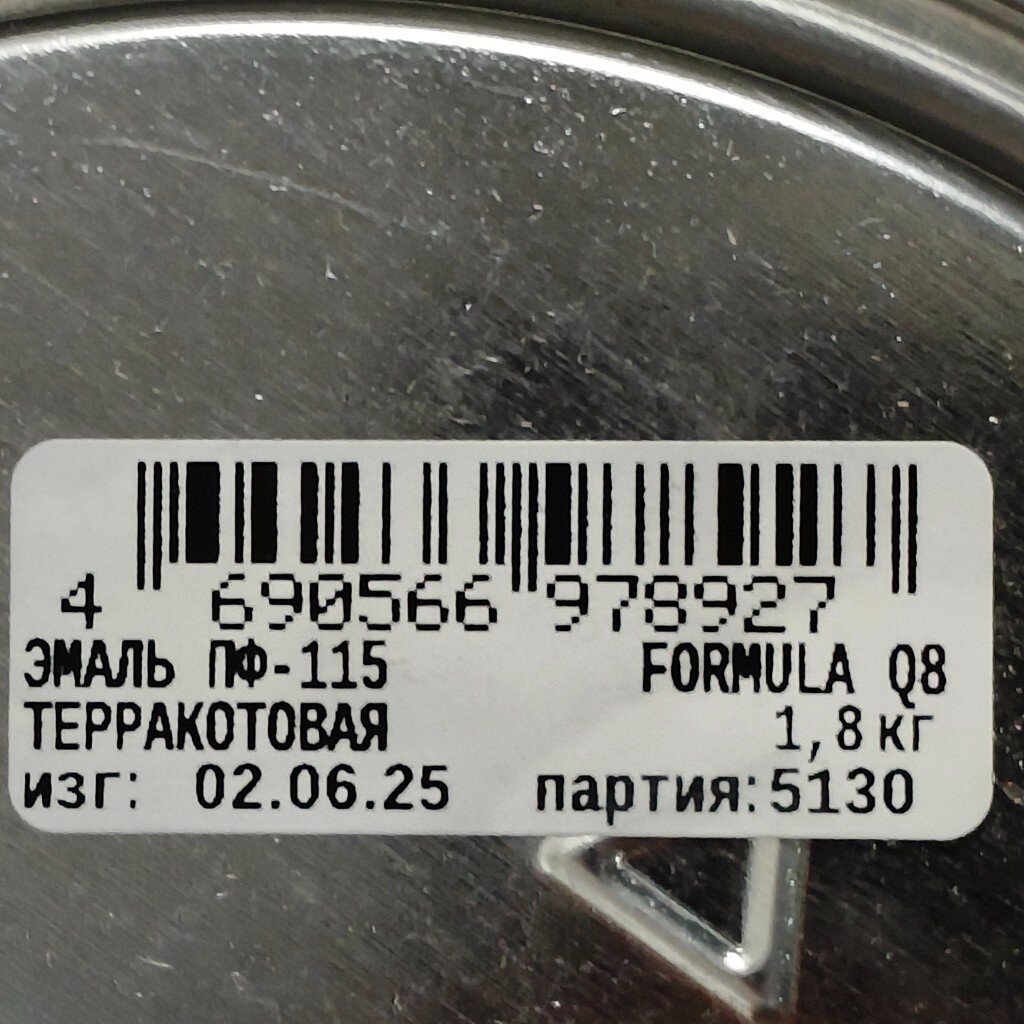 4 690566 978927
ЭМАЛЬ ПФ-115 FORMULA Q8
ТЕРРАКОТОВАЯ 1,8 кг
изг: 02.06.25 партия: 5130